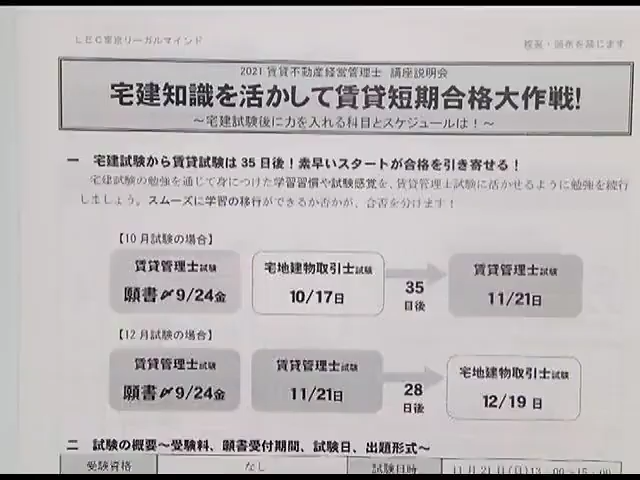 LEC東京リーガルマインド
複製・頒布を禁じます
2021 賃貸不動産経営管理士 講座説明会
宅建知識を活かして賃貸短期合格大作戦!
～宅建試験後に力を入れる科目とスケジュールは!～
一 宅建試験から賃貸試験は35日後!素早いスタートが合格を引き寄せる!
宅建試験の勉強を通じて身につけた学習習慣や試験感覚を、賃貸管理士試験に活かせるように勉強を続行
しましょう。スムーズに学習の移行ができるか否かが、合否を分けます!
【10月試験の場合】
賃貸管理士試験
願書〆9/24金
宅地建物取引士試験
10/17日
35
日後
賃貸管理士試験
11/21日
【12月試験の場合】
賃貸管理士試験
願書〆9/24金
賃貸管理士試験
11/21日
28
日後
宅地建物取引士試験
12/19 日
二 試験の概要～受験料、願書受付期間、試験日、出題形式～
受験資格 なし 試験日時 11月21日(日)13:00～15:00